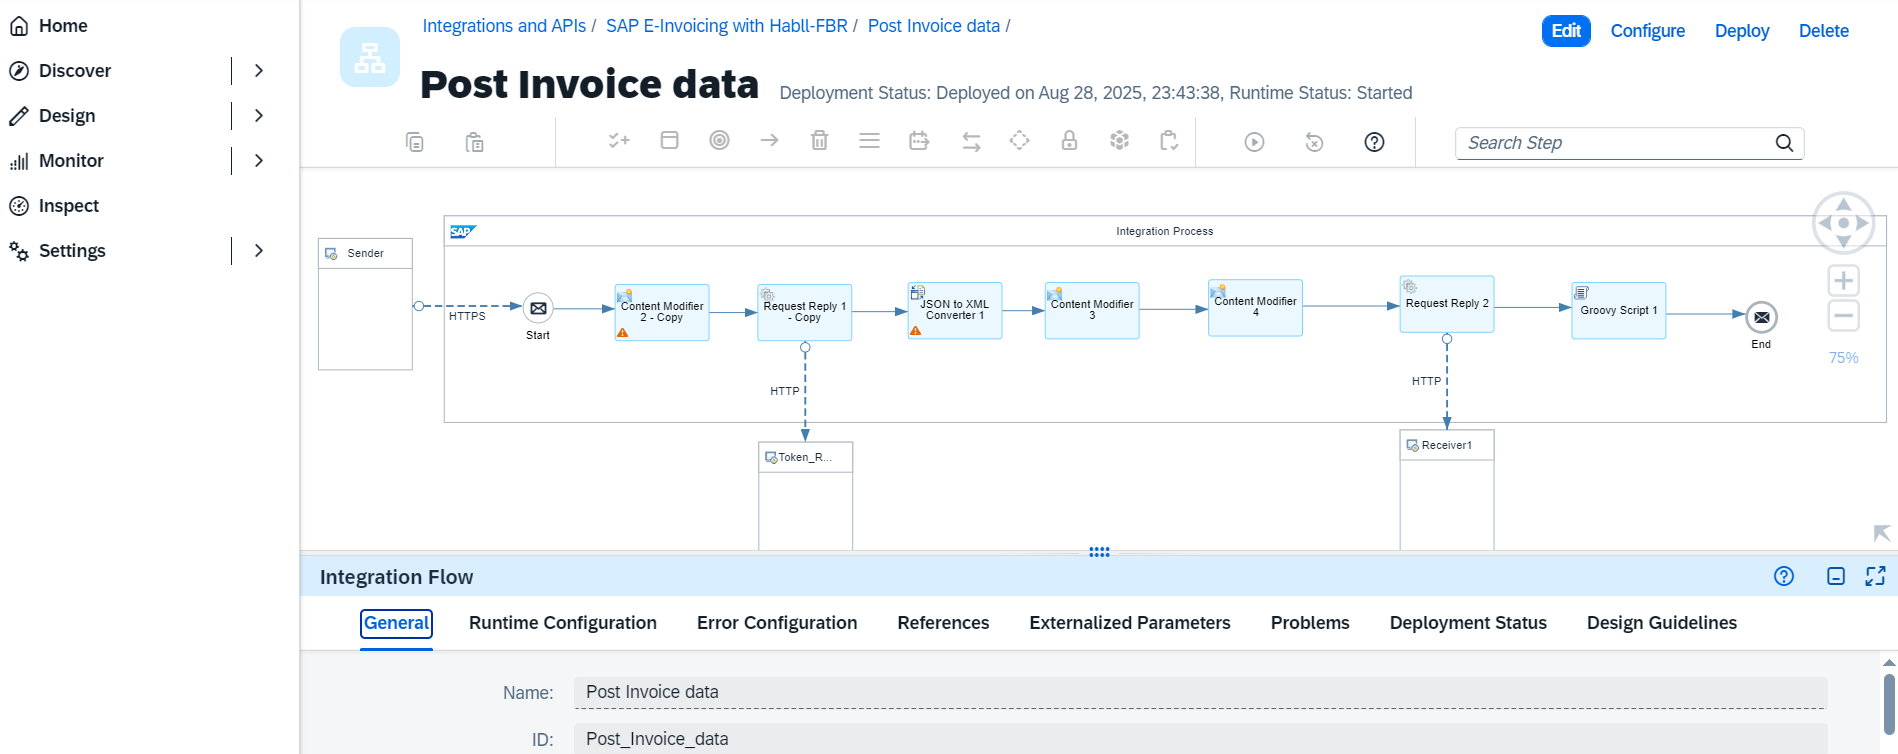 Home
Discover
Design
Monitor
Inspect
Settings
Integrations and APIs / SAP E-Invoicing with Habll-FBR / Post Invoice data /
Edit Configure Deploy Delete
Post Invoice data
Deployment Status: Deployed on Aug 28, 2025, 23:43:38, Runtime Status: Started
Search Step
SAP
Integration Process
Sender
HTTPS
Start
Content Modifier
2 - Copy
Request Reply 1
- Copy
JSON to XML
Converter 1
Content Modifier
3
Content Modifier
4
Request Reply 2
Groovy Script 1
End
75%
HTTP
HTTP
Token_R...
Receiver1
Integration Flow
General Runtime Configuration Error Configuration References Externalized Parameters Problems Deployment Status Design Guidelines
Name: Post Invoice data
ID: Post_Invoice_data